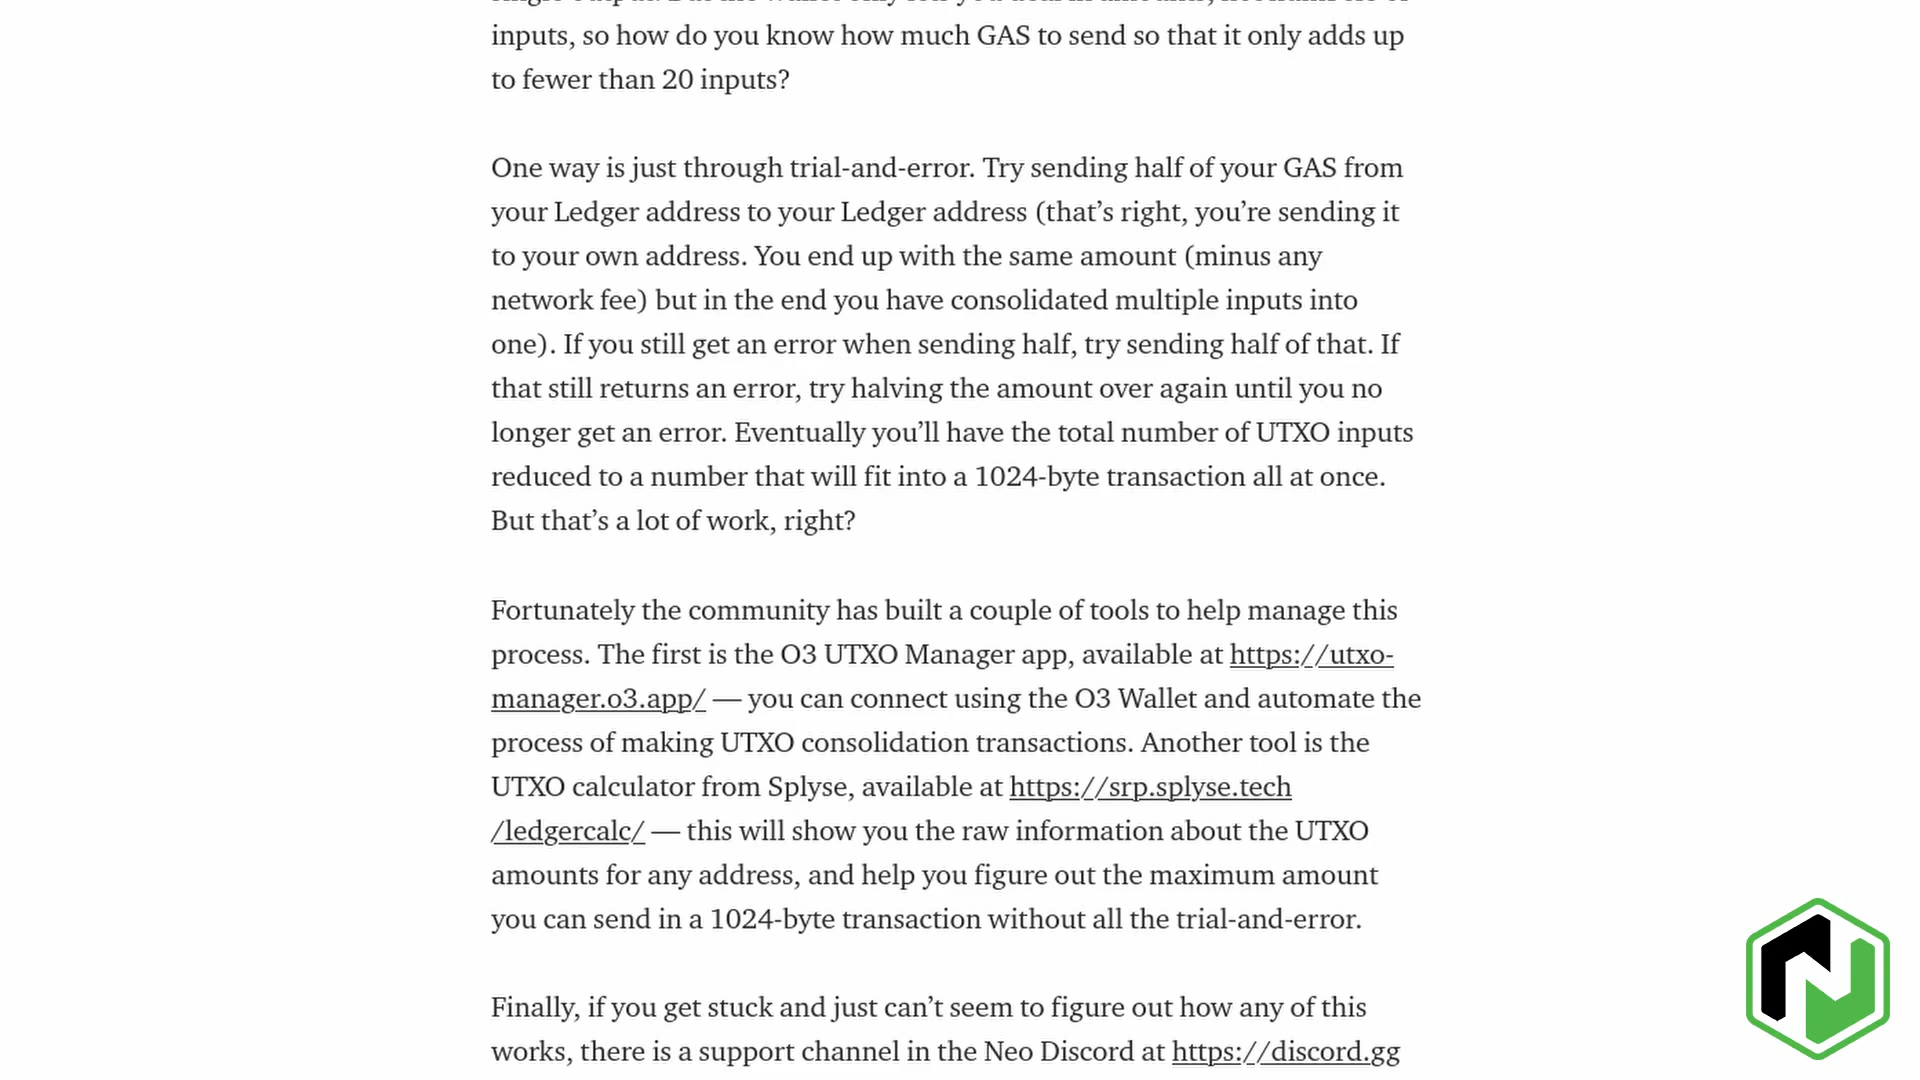 inputs, so how do you know how much GAS to send so that it only adds up
to fewer than 20 inputs?
One way is just through trial-and-error. Try sending half of your GAS from
your Ledger address to your Ledger address (that’s right, you’re sending it
to your own address. You end up with the same amount (minus any
network fee) but in the end you have consolidated multiple inputs into
one). If you still get an error when sending half, try sending half of that. If
that still returns an error, try halving the amount over again until you no
longer get an error. Eventually you’ll have the total number of UTXO inputs
reduced to a number that will fit into a 1024-byte transaction all at once.
But that’s a lot of work, right?
Fortunately the community has built a couple of tools to help manage this
process. The first is the O3 UTXO Manager app, available at https://utxo-
manager.o3.app/ — you can connect using the O3 Wallet and automate the
process of making UTXO consolidation transactions. Another tool is the
UTXO calculator from Splyse, available at https://srp.splyse.tech
/ledgercalc/ — this will show you the raw information about the UTXO
amounts for any address, and help you figure out the maximum amount
you can send in a 1024-byte transaction without all the trial-and-error.
Finally, if you get stuck and just can’t seem to figure out how any of this
works, there is a support channel in the Neo Discord at https://discord.gg